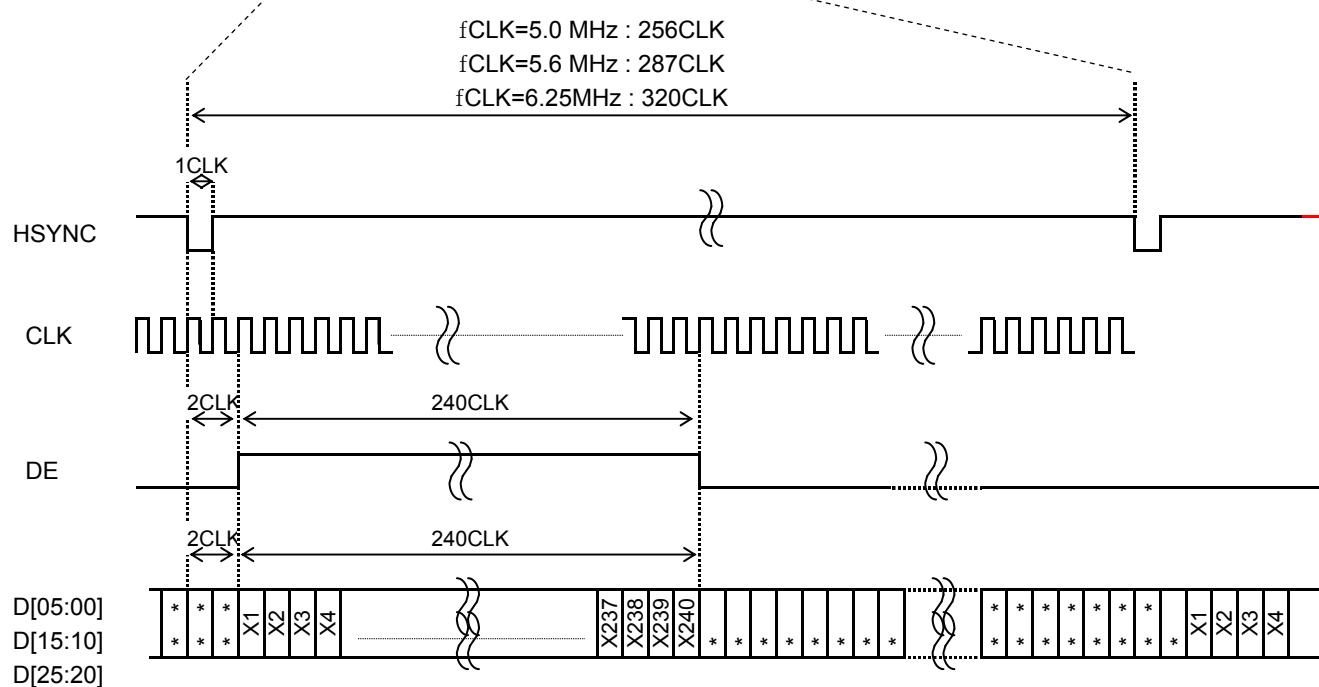 fCLK=5.0 MHz : 256CLK
fCLK=5.6 MHz : 287CLK
fCLK=6.25MHz : 320CLK
1CLK
HSYNC
CLK
2CLK 240CLK
DE
2CLK 240CLK
D[05:00] * * * X1 X2 X3 X4 X237 X238 X239 X240 * * * * * * * X1 X2 X3 X4
D[15:10] * * * * * * * * * * * * * * * * * * * 
D[25:20]